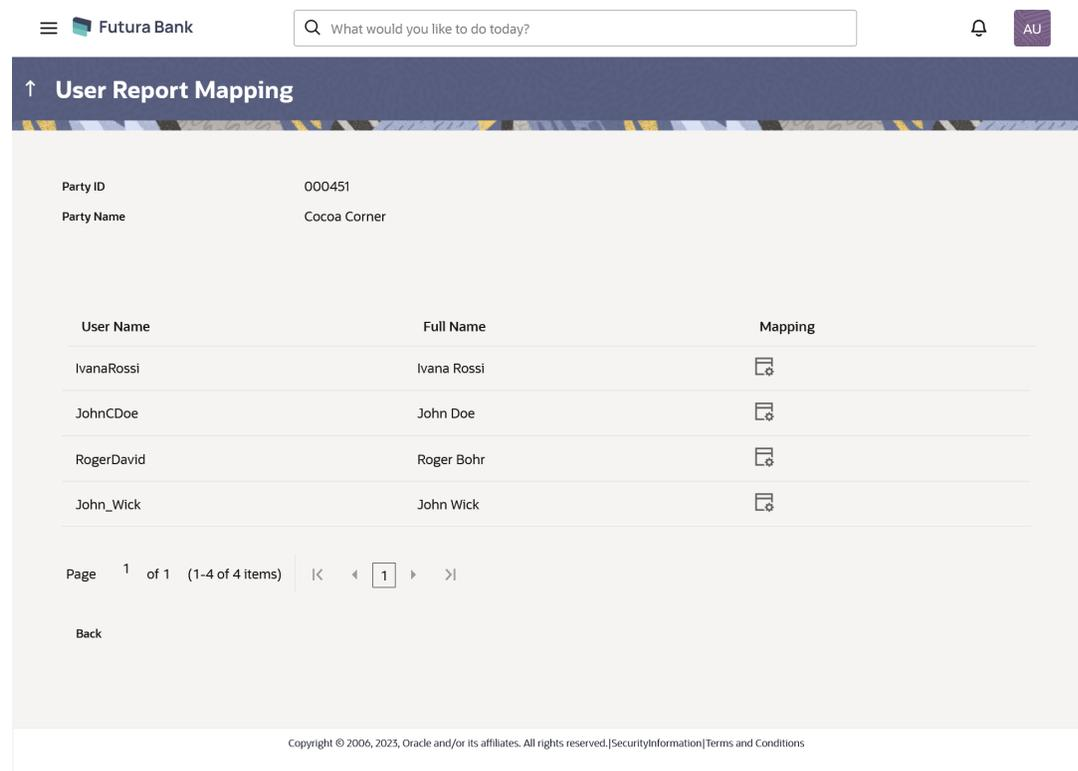 Futura Bank
What would you like to do today?
AU
User Report Mapping
Party ID 000451
Party Name Cocoa Corner
User Name Full Name Mapping
IvanaRossi Ivana Rossi
JohnCDoe John Doe
RogerDavid Roger Bohr
John_Wick John Wick
Page 1 of 1 (1-4 of 4 items) 1
Back
Copyright © 2006, 2023, Oracle and/or its affiliates. All rights reserved.|SecurityInformation|Terms and Conditions